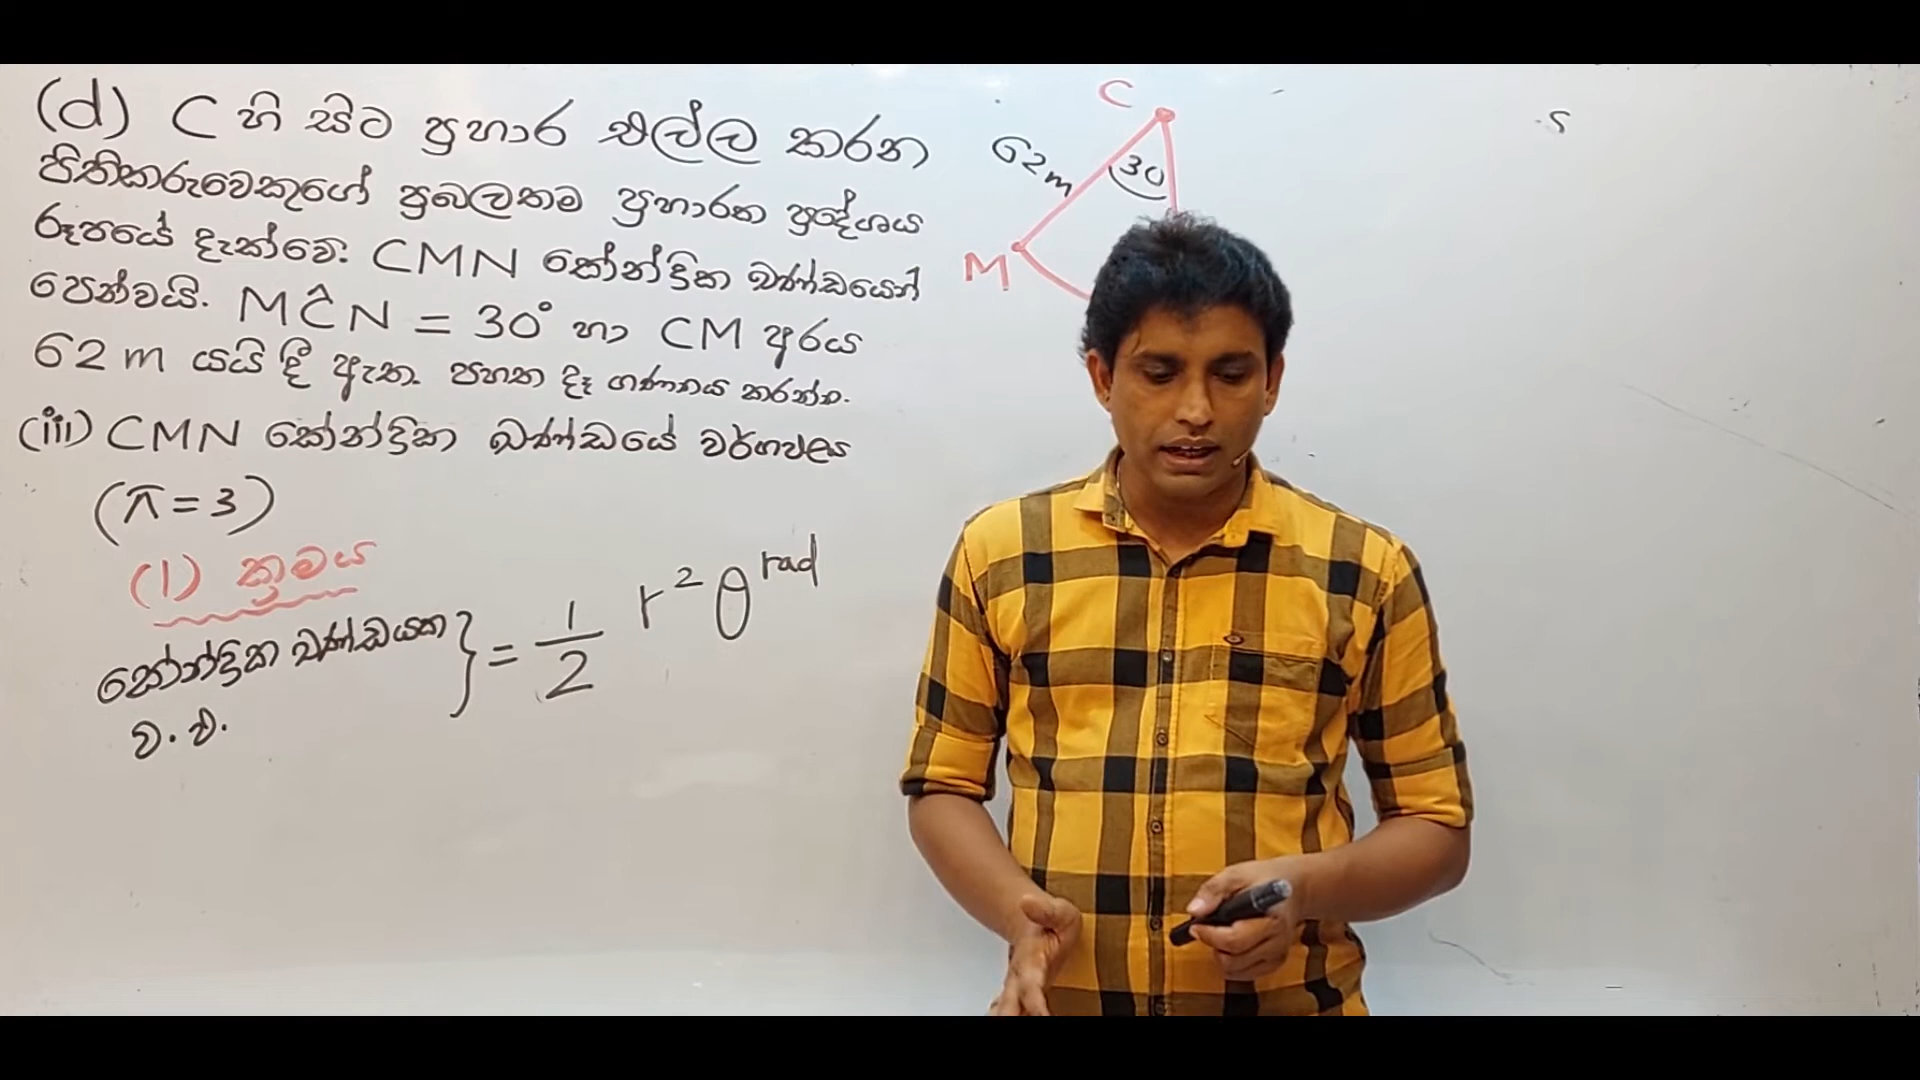 (d) C හි සිට ප්‍රහාර එල්ල කරන
පිතිකරුවෙකුගේ ප්‍රබලතම ප්‍රහාරක ප්‍රදේශය
රූපයේ දැක්වේ. CMN කේන්ද්‍රික ඛණ්ඩයෙන්
පෙන්වයි. MĈN = 30° හා CM අරය
62 m යයි දී ඇත. පහත දෑ ගණනය කරන්න.
(iii) CMN කේන්ද්‍රික ඛණ්ඩයේ වර්ගඵලය
(π = 3)
(1) ක්‍රමය
කේන්ද්‍රික ඛණ්ඩයක ව.ඵ. } = 1/2 r² θ^rad
C
62m
30
M